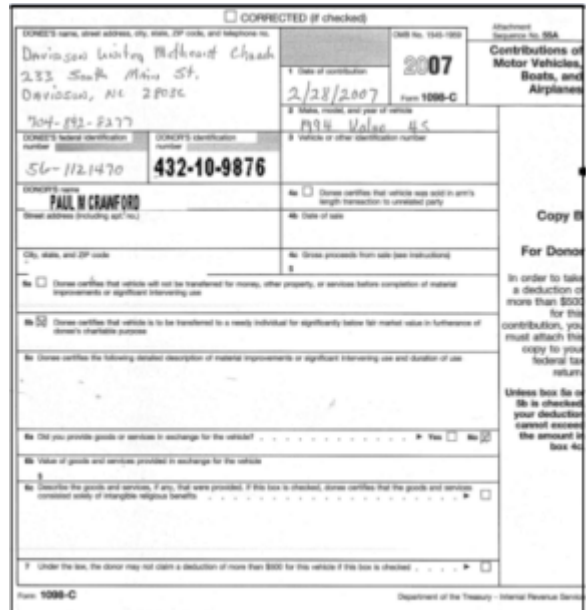 CORRECTED (if checked)
DONEE'S name, street address, city, state, ZIP code, and telephone no.
Davidson United Methodist Church
233 South Main St.
Davidson, NC 28036
704-892-8277
OMB No. 1545-1959
2007
Form 1098-C
Attachment
Sequence No. 55A
Contributions of
Motor Vehicles,
Boats, and
Airplanes
1 Date of contribution
2/28/2007
2 Make, model, and year of vehicle
1994 Volvo
DONEE'S federal identification
number
56-1121470
DONOR'S identification
number
432-10-9876
3 Vehicle or other identification number
DONOR'S name
PAUL M CRAWFORD
Street address (including apt. no.)
City, state, and ZIP code
4a Donee certifies that vehicle was sold in arm's
length transaction to unrelated party
4b Date of sale
4c Gross proceeds from sale (see instructions)
$
Copy B
For Donor
In order to take
a deduction of
more than $500
for this
contribution, you
must attach this
copy to your
federal tax
return.
Unless box 5a or
5b is checked
your deduction
cannot exceed
the amount in
box 4c
5a Donee certifies that vehicle will not be transferred for money, other property, or services before completion of material
improvements or significant intervening use
5b Donee certifies that vehicle is to be transferred to a needy individual for significantly below fair market value in furtherance of
donee's charitable purpose
5c Donee certifies the following detailed description of material improvements or significant intervening use and duration of use
6a Did you provide goods or services in exchange for the vehicle? Yes No
6b Value of goods and services provided in exchange for the vehicle
$
6c Describe the goods and services, if any, that were provided. If this box is checked, donee certifies that the goods and services
consisted solely of intangible religious benefits
7 Under the law, the donor may not claim a deduction of more than $500 for this vehicle if this box is checked
Form 1098-C
Department of the Treasury - Internal Revenue Service